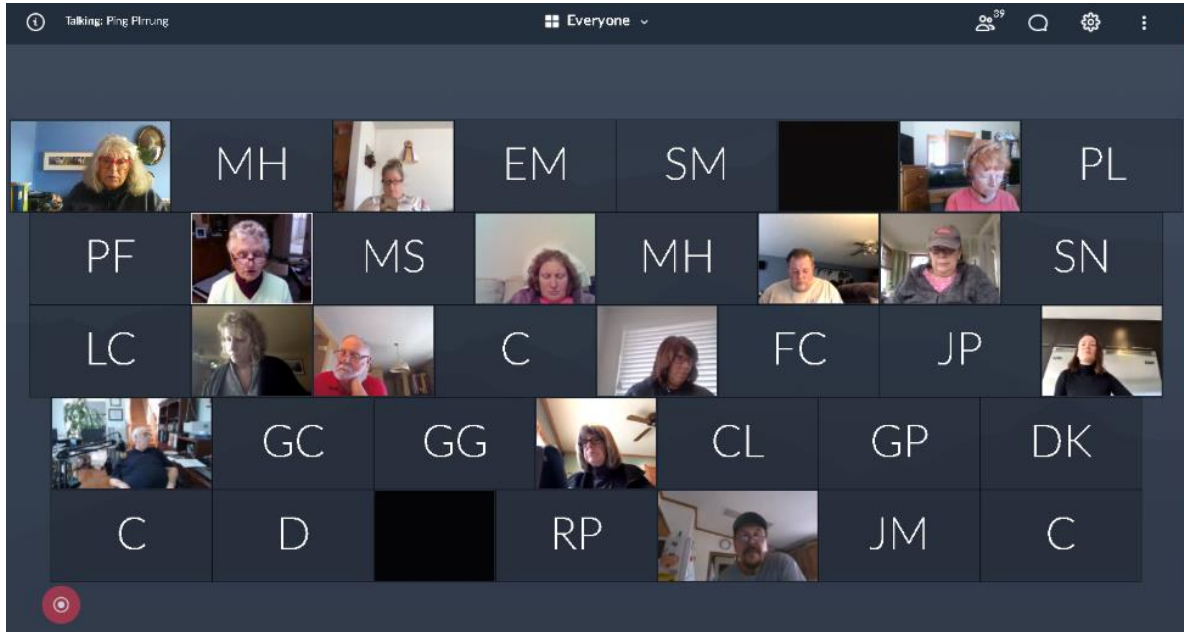 Talking: Ping Pirrung
Everyone
39
MH EM SM PL
PF MS MH SN
LC C FC JP
GC GG CL GP DK
C D RP JM C